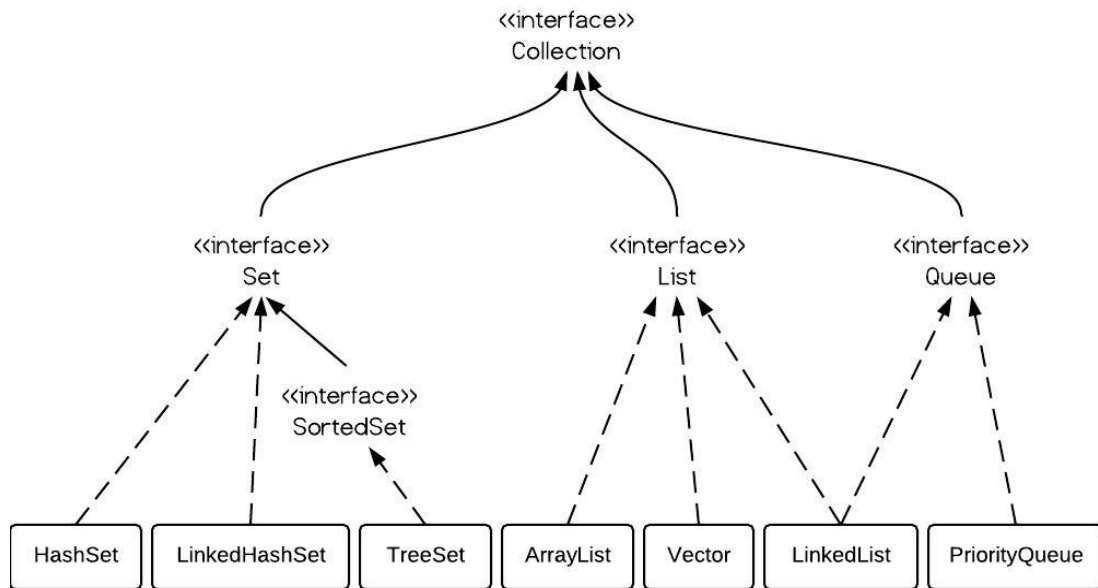 <<interface>>
Collection
<<interface>>
Set
<<interface>>
List
<<interface>>
Queue
<<interface>>
SortedSet
HashSet
LinkedHashSet
TreeSet
ArrayList
Vector
LinkedList
PriorityQueue